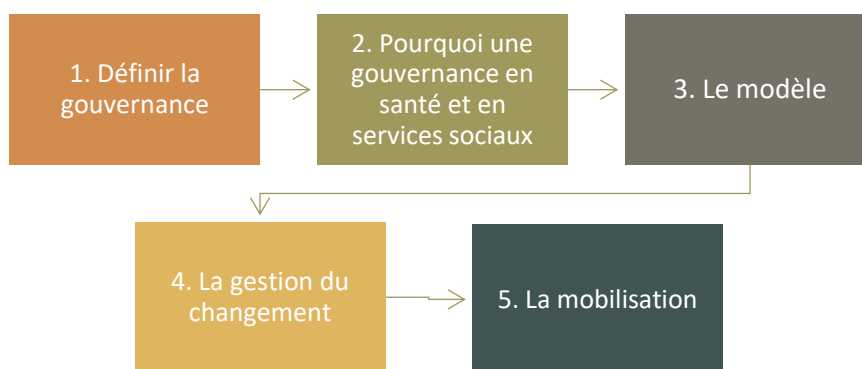 1. Définir la
gouvernance
2. Pourquoi une
gouvernance en
santé et en
services sociaux
3. Le modèle
4. La gestion du
changement
5. La mobilisation